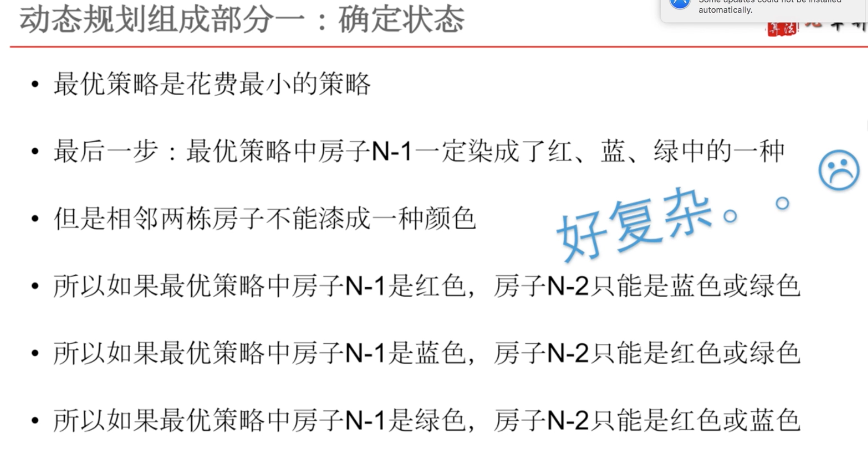 Some updates could not be installed
automatically.
动态规划组成部分一：确定状态
• 最优策略是花费最小的策略
• 最后一步：最优策略中房子N-1一定染成了红、蓝、绿中的一种
• 但是相邻两栋房子不能漆成一种颜色
好复杂。。
• 所以如果最优策略中房子N-1是红色，房子N-2只能是蓝色或绿色
• 所以如果最优策略中房子N-1是蓝色，房子N-2只能是红色或绿色
• 所以如果最优策略中房子N-1是绿色，房子N-2只能是红色或蓝色